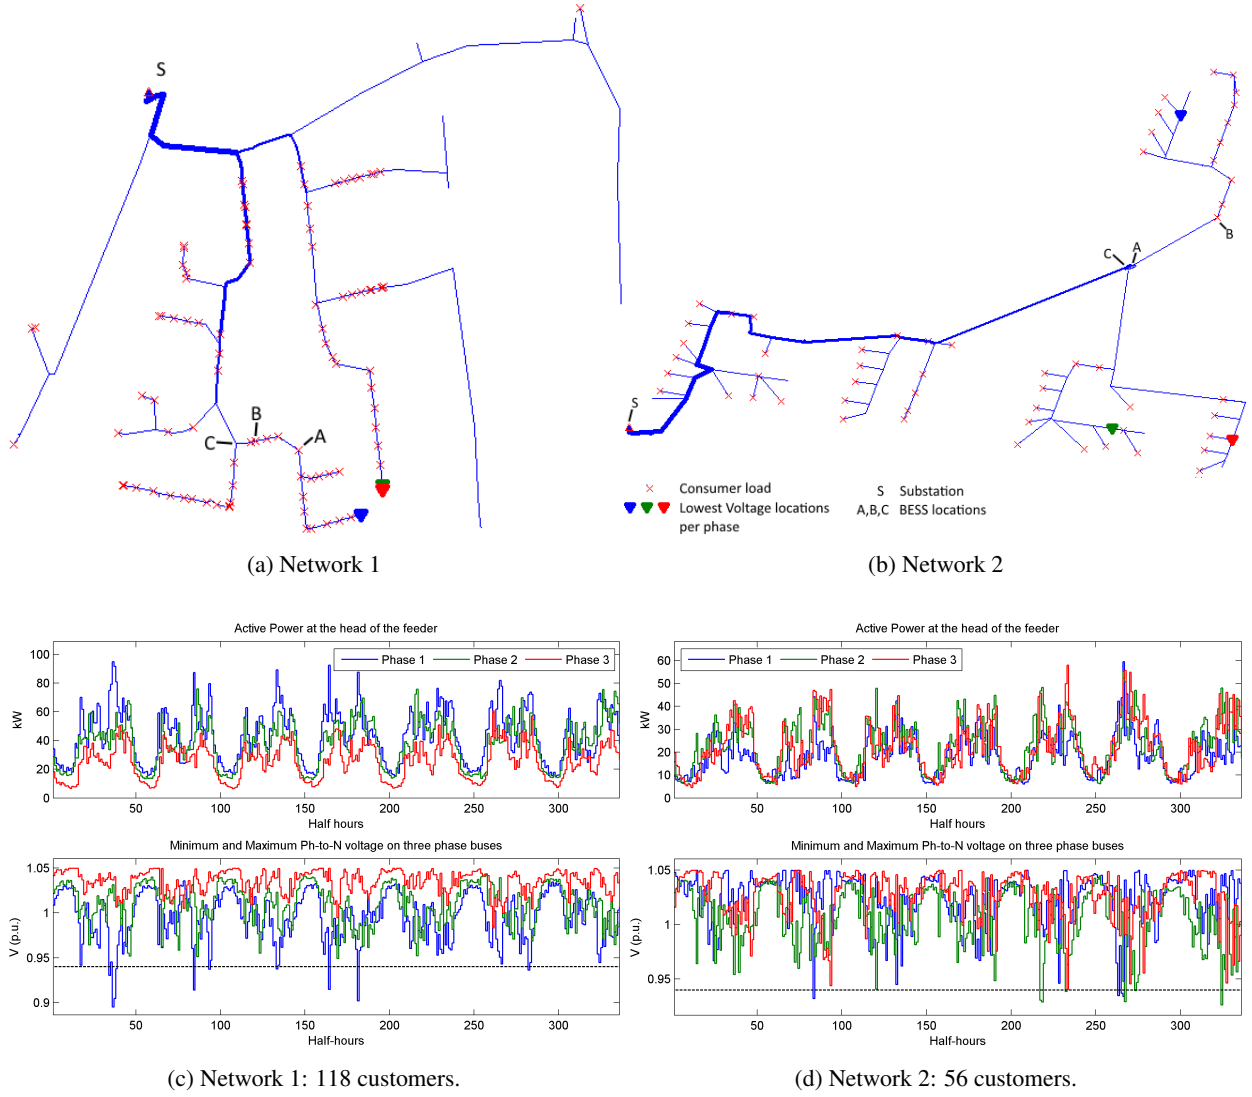 S
B
C
A
(a) Network 1
B
C
A
S
Consumer load
Lowest Voltage locations
per phase
S Substation
A,B,C BESS locations
(b) Network 2
Active Power at the head of the feeder
Phase 1 Phase 2 Phase 3
100
80
60
40
20
0
kW
50 100 150 200 250 300
Half hours
Minimum and Maximum Ph-to-N voltage on three phase buses
1.05
1
0.95
0.9
V (p.u.)
50 100 150 200 250 300
Half-hours
(c) Network 1: 118 customers.
Active Power at the head of the feeder
Phase 1 Phase 2 Phase 3
60
50
40
30
20
10
0
kW
50 100 150 200 250 300
Half hours
Minimum and Maximum Ph-to-N voltage on three phase buses
1.05
1
0.95
V (p.u.)
50 100 150 200 250 300
Half-hours
(d) Network 2: 56 customers.